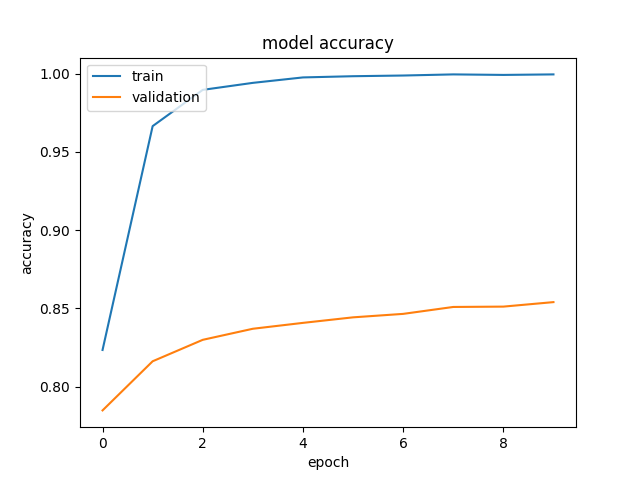 model accuracy
train
validation
1.00
0.95
0.90
0.85
0.80
accuracy
0 2 4 6 8
epoch